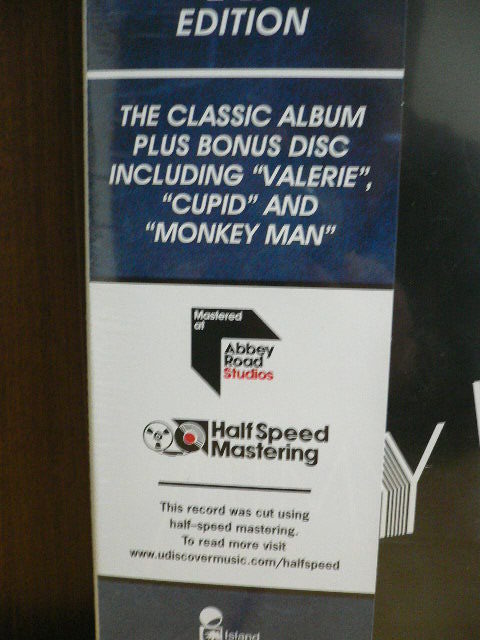 EDITION
THE CLASSIC ALBUM
PLUS BONUS DISC
INCLUDING "VALERIE",
"CUPID" AND
"MONKEY MAN"
Mastered
at
Abbey
Road
Studios
Half Speed
Mastering
This record was cut using
half-speed mastering.
To read more visit
www.udiscovermusic.com/halfspeed
Y
Island